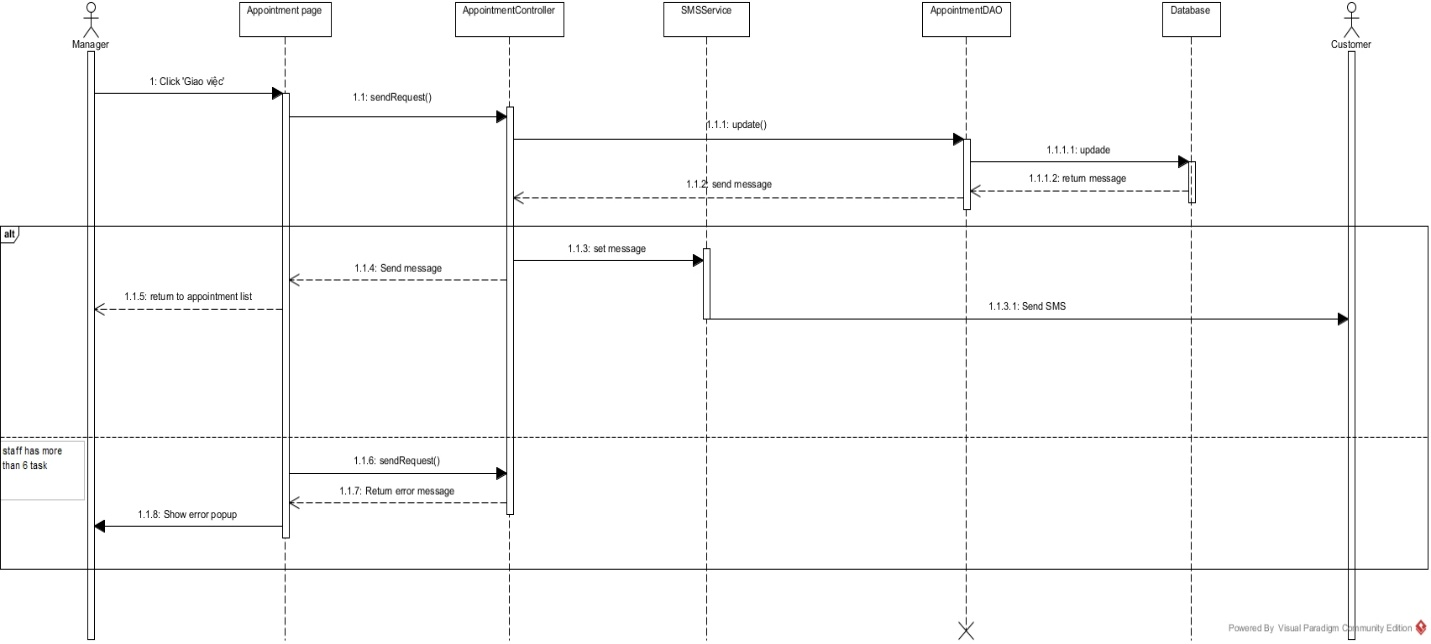 Appointment page
AppointmentController
SMSService
AppointmentDAO
Database
Manager
Customer
1: Click 'Giao việc'
1.1: sendRequest()
1.1.1: update()
1.1.1.1: updade
1.1.1.2: return message
1.1.2: send message
alt
1.1.3: set message
1.1.4: Send message
1.1.5: return to appointment list
1.1.3.1: Send SMS
staff has more
than 6 task
1.1.6: sendRequest()
1.1.7: Return error message
1.1.8: Show error popup
Powered By Visual Paradigm Community Edition